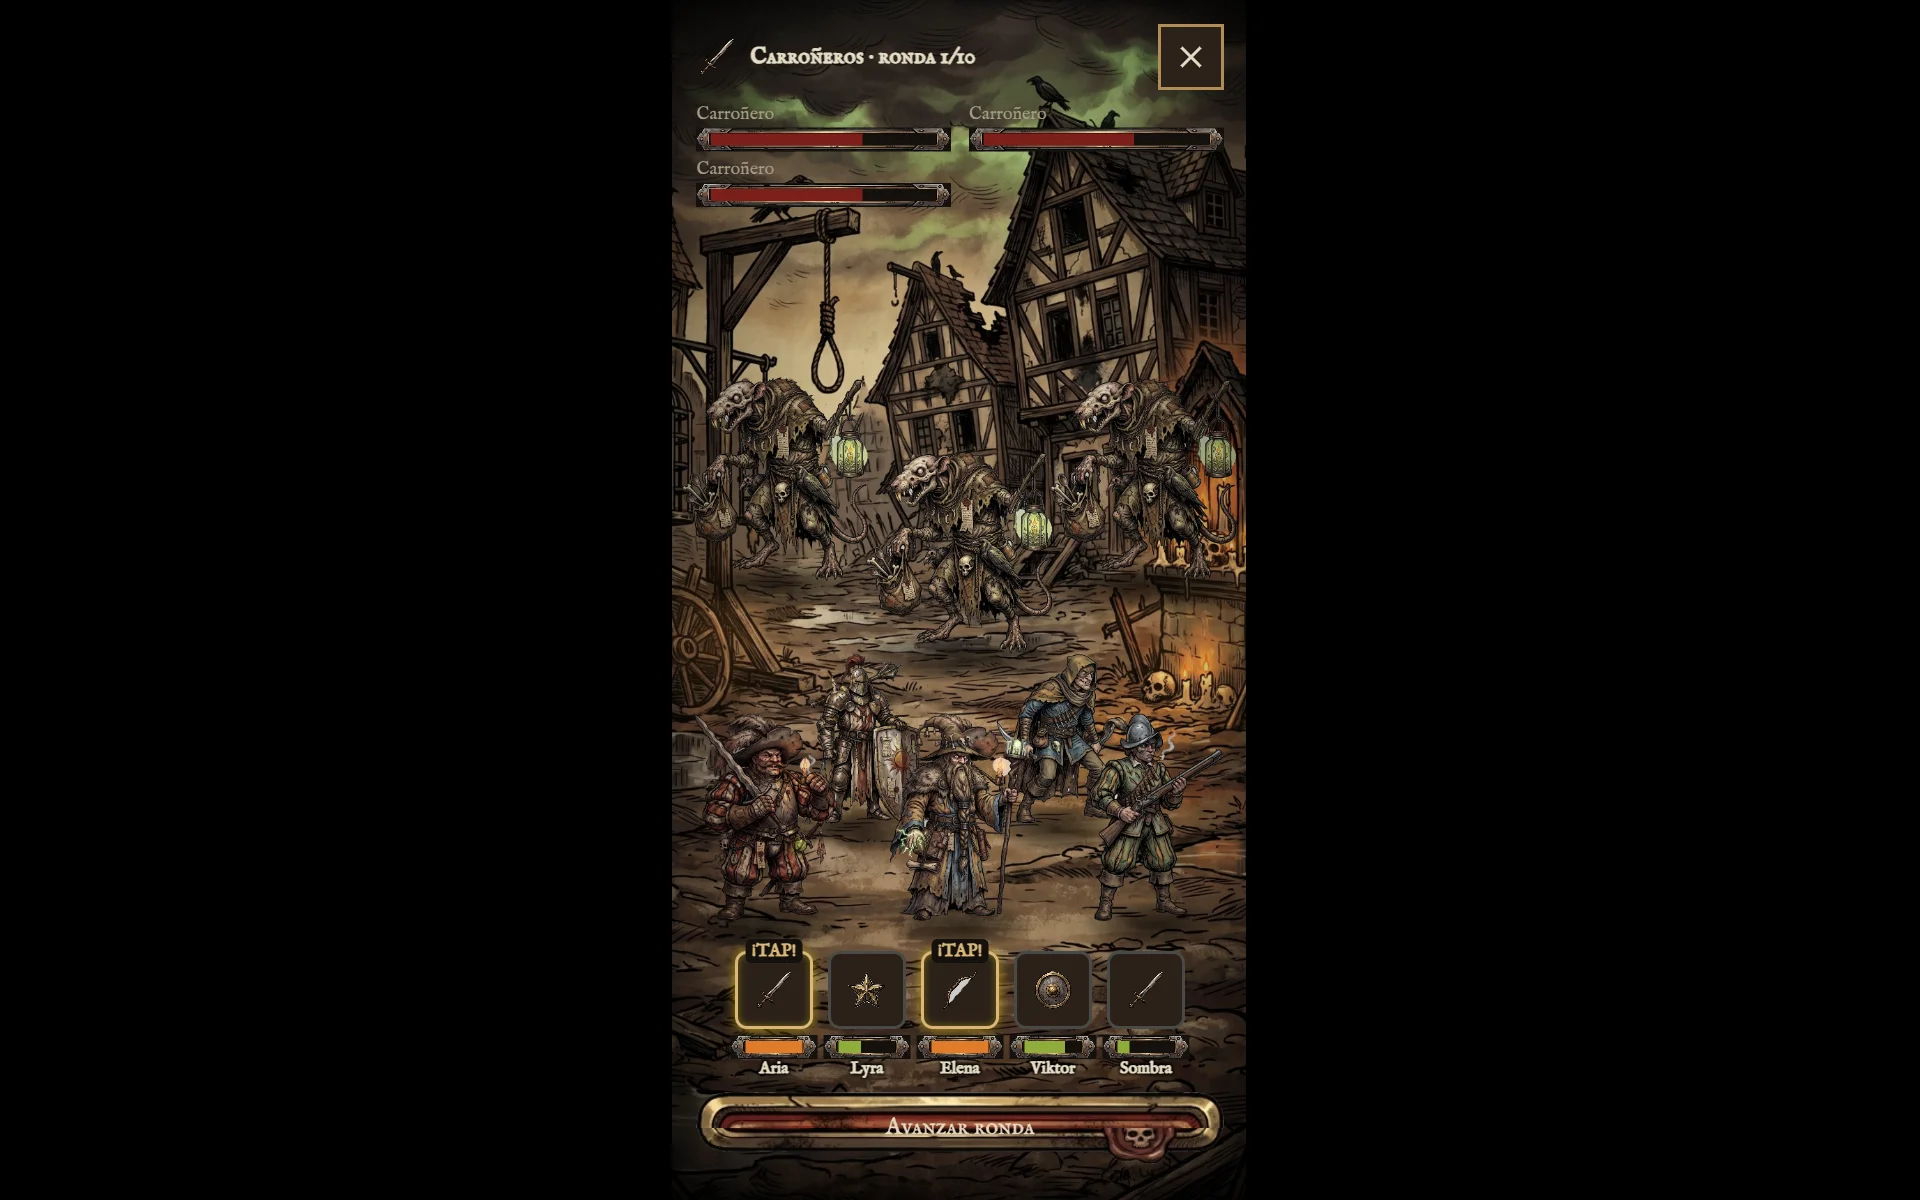 Carroñeros · ronda 1/10
Carroñero
Carroñero
Carroñero
¡TAP!
¡TAP!
Aria
Lyra
Elena
Viktor
Sombra
Avanzar ronda